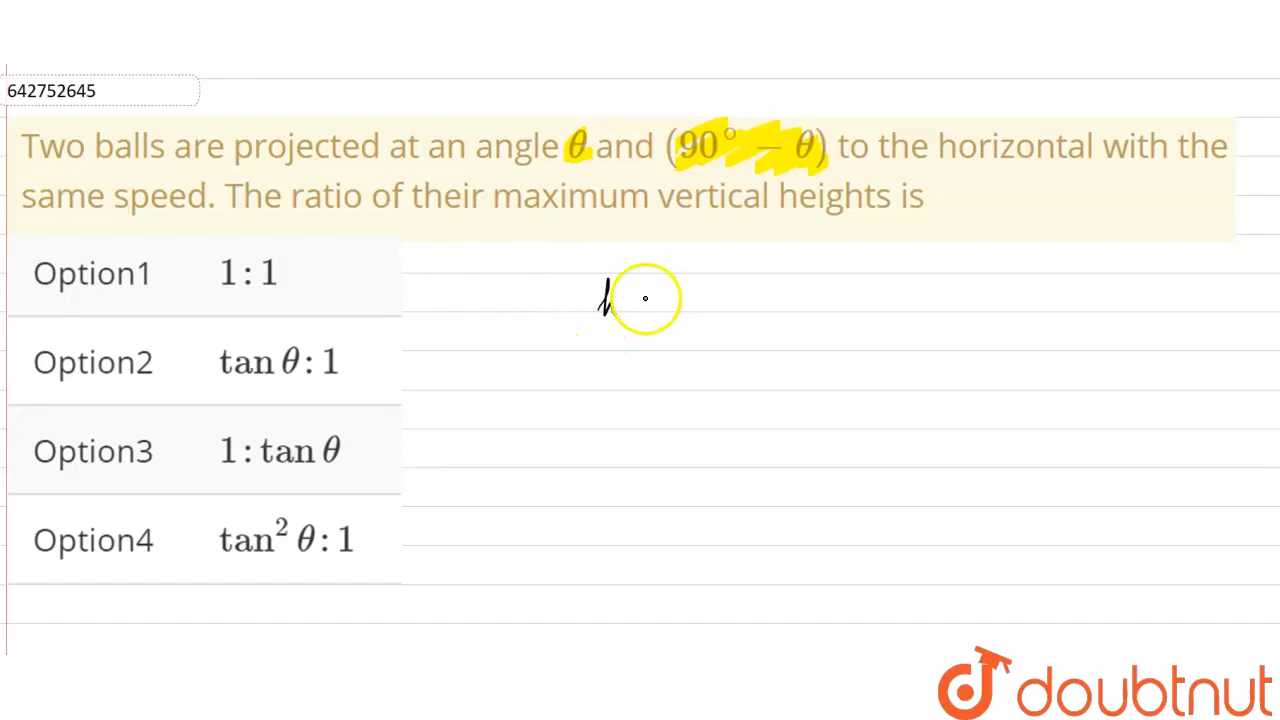 642752645
Two balls are projected at an angle θ and (90° − θ) to the horizontal with the
same speed. The ratio of their maximum vertical heights is
Option1 1 : 1
Option2 tan θ : 1
Option3 1 : tan θ
Option4 tan² θ : 1
h
doubtnut